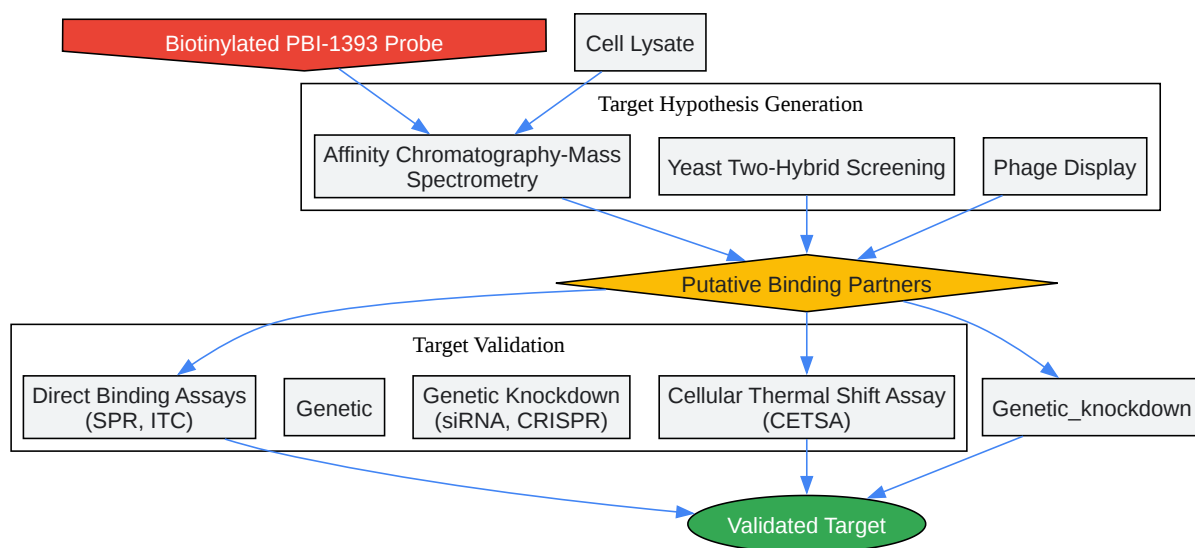 Biotinylated PBI-1393 Probe
Cell Lysate
Target Hypothesis Generation
Affinity Chromatography-Mass
Spectrometry
Yeast Two-Hybrid Screening
Phage Display
Putative Binding Partners
Target Validation
Direct Binding Assays
(SPR, ITC)
Genetic
Genetic Knockdown
(siRNA, CRISPR)
Cellular Thermal Shift Assay
(CETSA)
Genetic_knockdown
Validated Target